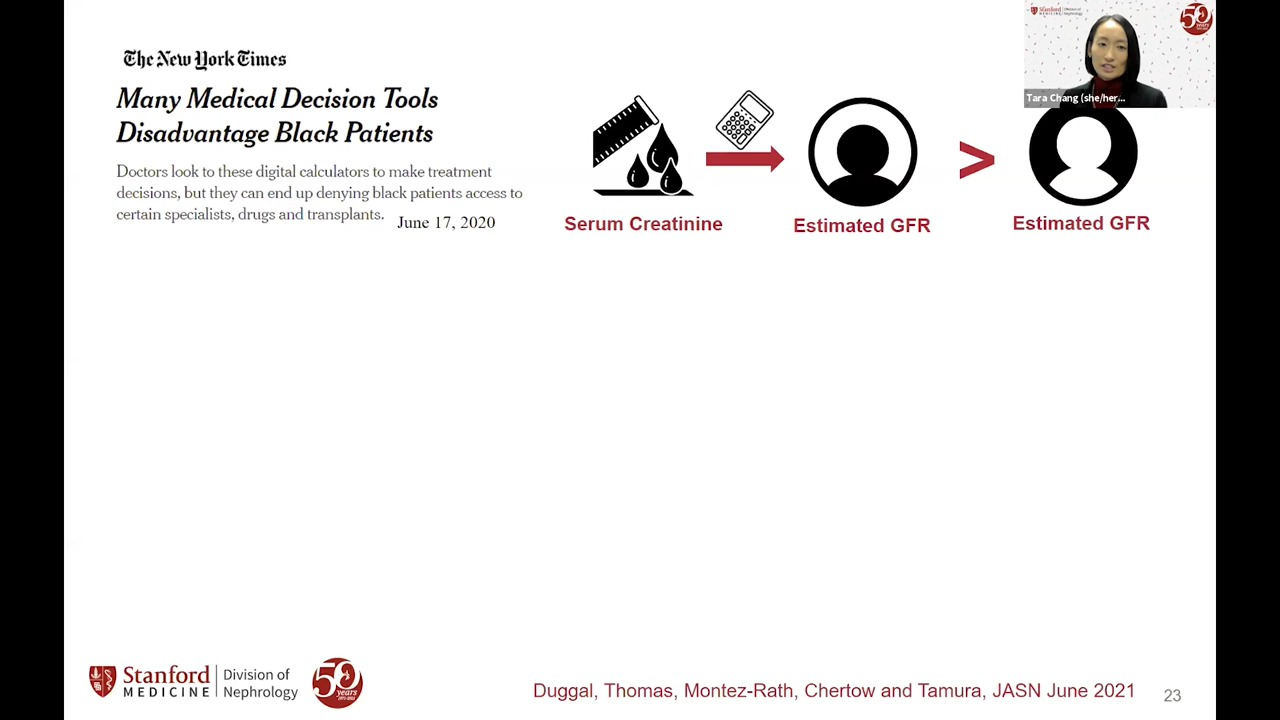 The New York Times
Many Medical Decision Tools
Disadvantage Black Patients
Doctors look to these digital calculators to make treatment
decisions, but they can end up denying black patients access to
certain specialists, drugs and transplants.
June 17, 2020
Serum Creatinine
Estimated GFR
>
Estimated GFR
Tara Chang (she/her...
Stanford
MEDICINE
Division of
Nephrology
50
years
Duggal, Thomas, Montez-Rath, Chertow and Tamura, JASN June 2021
23